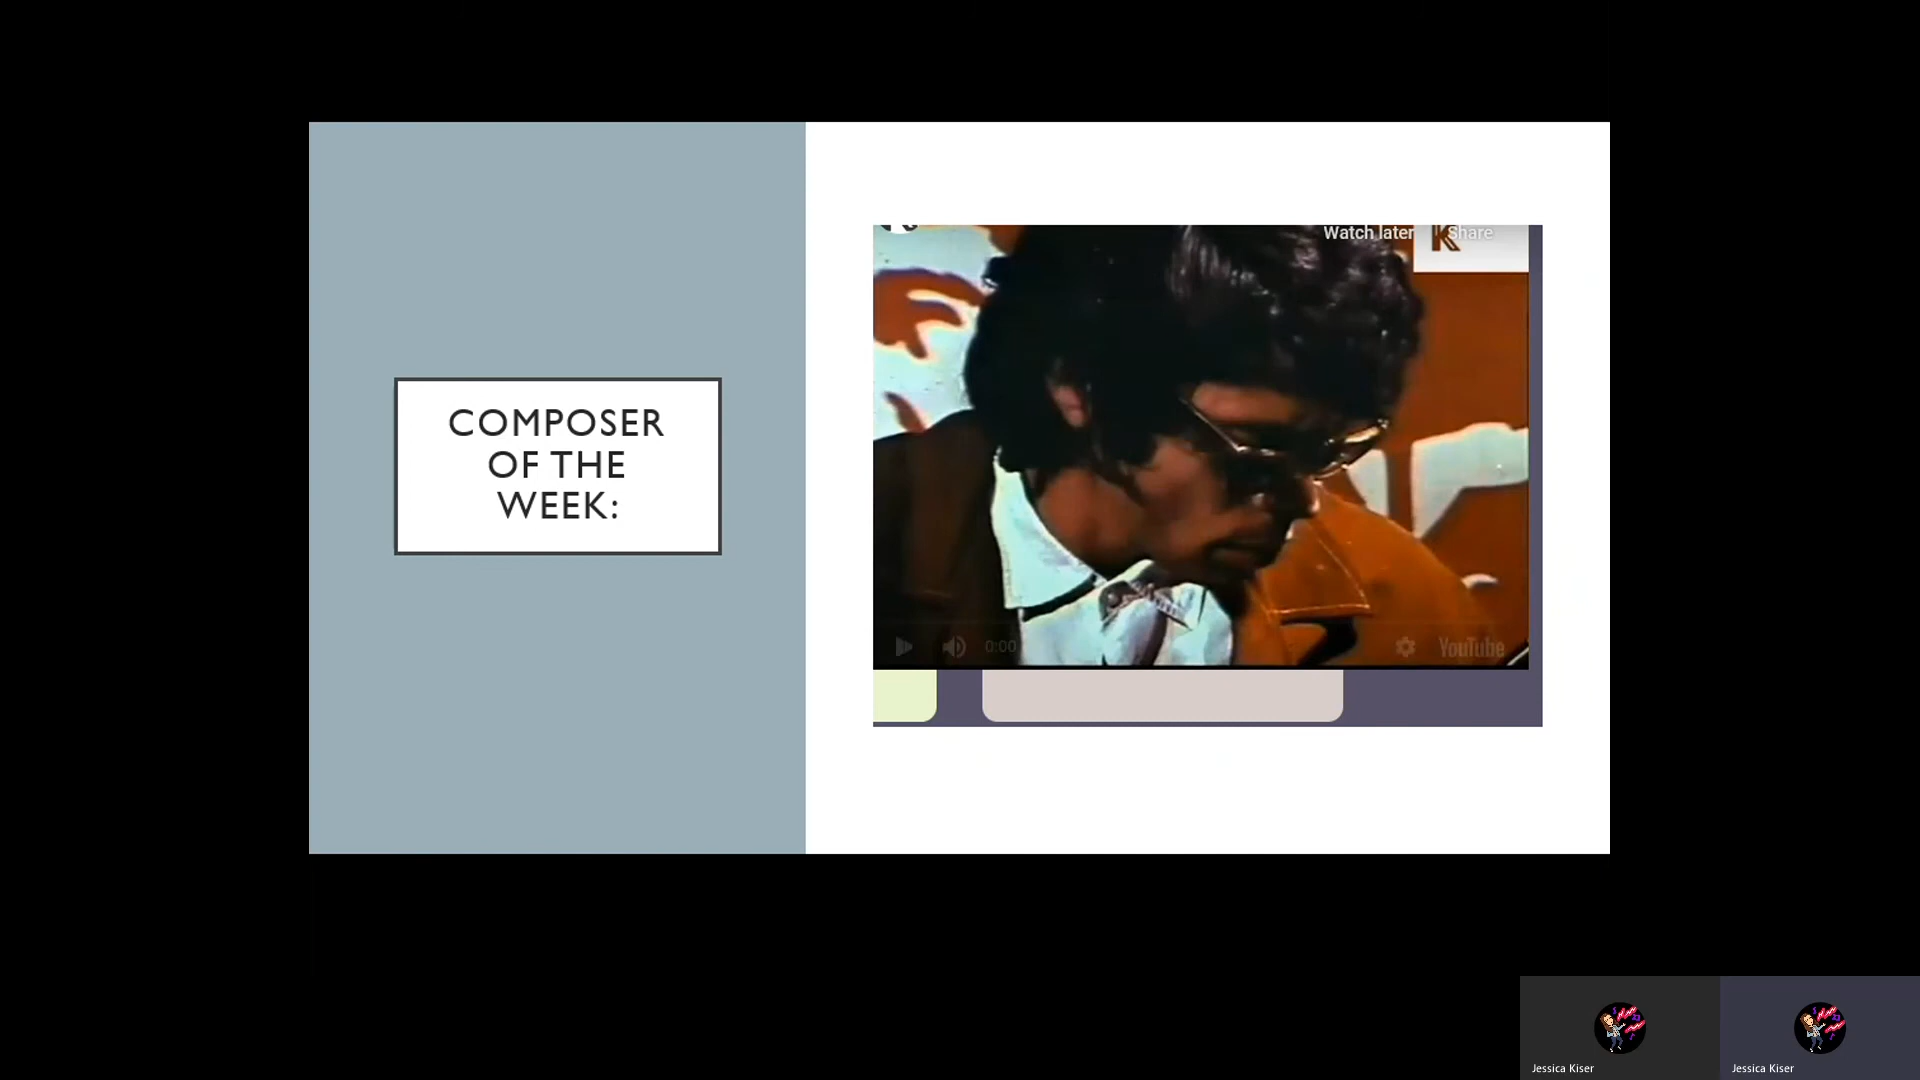 COMPOSER
OF THE
WEEK:
Watch later
Share
K
0:00
YouTube
Jessica Kiser
Jessica Kiser